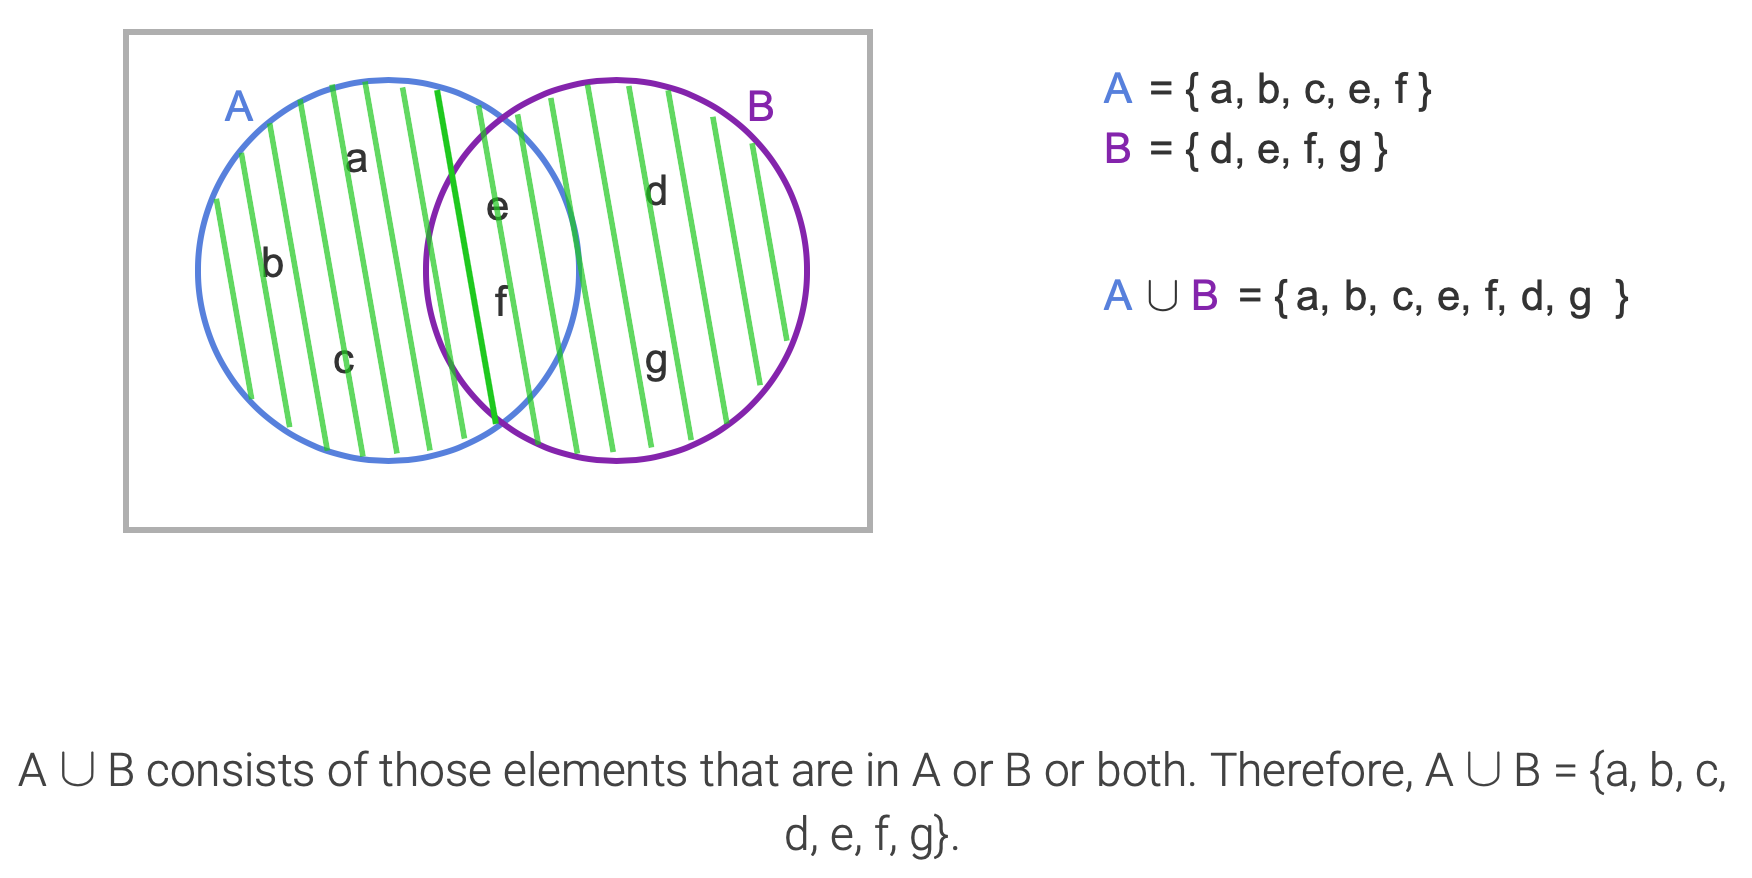 A
B
a
b
c
e
f
d
g
A = { a, b, c, e, f }
B = { d, e, f, g }
A ∪ B = { a, b, c, e, f, d, g }
A ∪ B consists of those elements that are in A or B or both. Therefore, A ∪ B = {a, b, c,
d, e, f, g}.